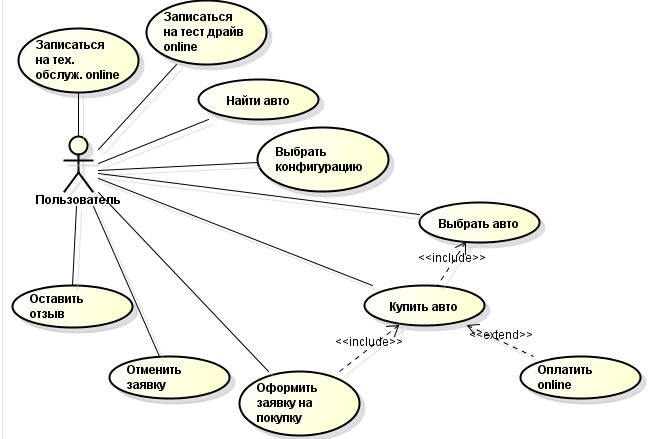 Записаться
на тех.
обслуж. online
Записаться
на тест драйв
online
Найти авто
Выбрать
конфигурацию
Пользователь
Выбрать авто
<<include>>
Оставить
отзыв
Купить авто
<<include>>
<<extend>>
Отменить
заявку
Оформить
заявку на
покупку
Оплатить
online